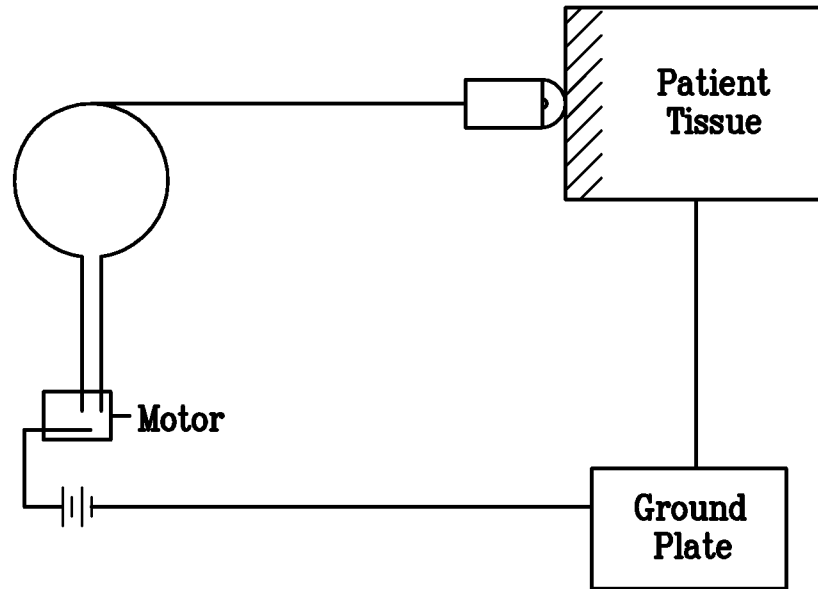 Patient
Tissue
Motor
Ground
Plate